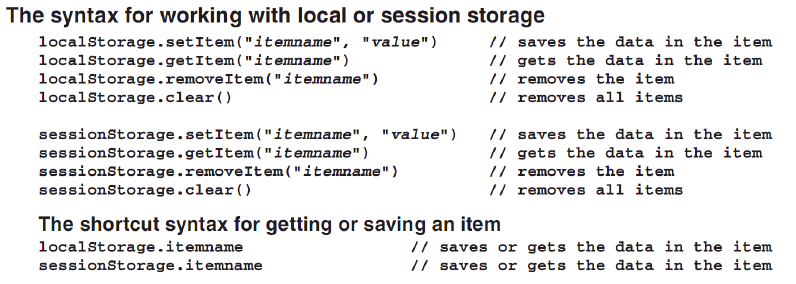 The syntax for working with local or session storage
localStorage.setItem("itemname", "value") // saves the data in the item
localStorage.getItem("itemname") // gets the data in the item
localStorage.removeItem("itemname") // removes the item
localStorage.clear() // removes all items
sessionStorage.setItem("itemname", "value") // saves the data in the item
sessionStorage.getItem("itemname") // gets the data in the item
sessionStorage.removeItem("itemname") // removes the item
sessionStorage.clear() // removes all items
The shortcut syntax for getting or saving an item
localStorage.itemname // saves or gets the data in the item
sessionStorage.itemname // saves or gets the data in the item